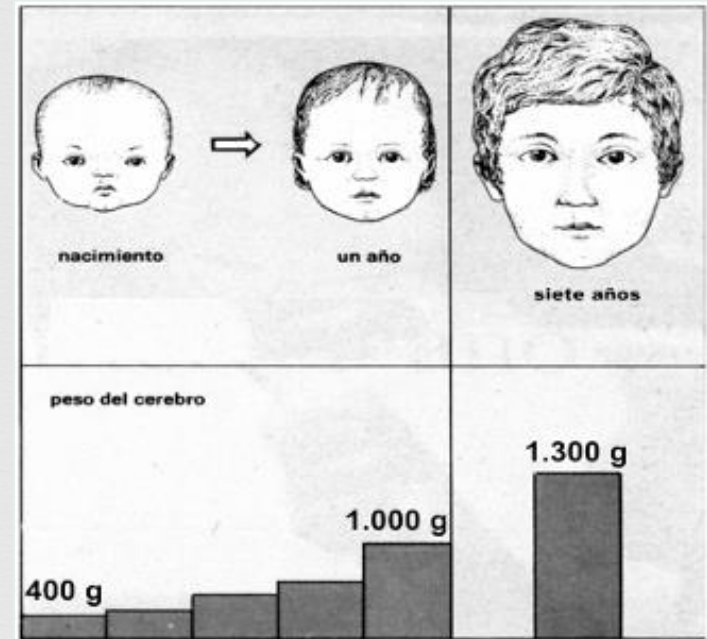 nacimiento
un año
siete años
peso del cerebro
400 g
1.000 g
1.300 g